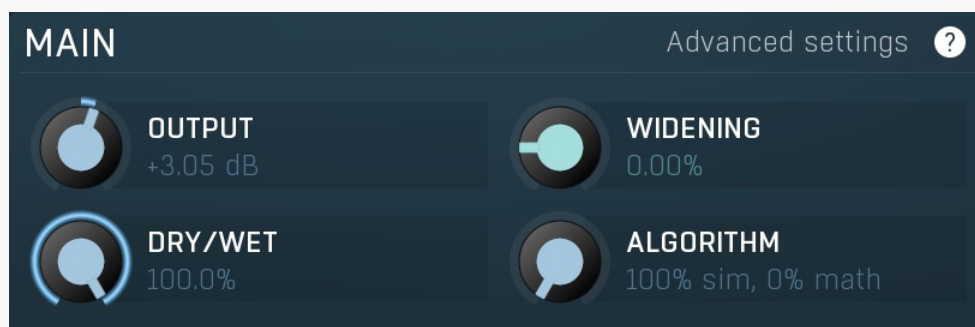 MAIN
Advanced settings ?
OUTPUT
+3.05 dB
WIDENING
0.00%
DRY/WET
100.0%
ALGORITHM
100% sim, 0% math